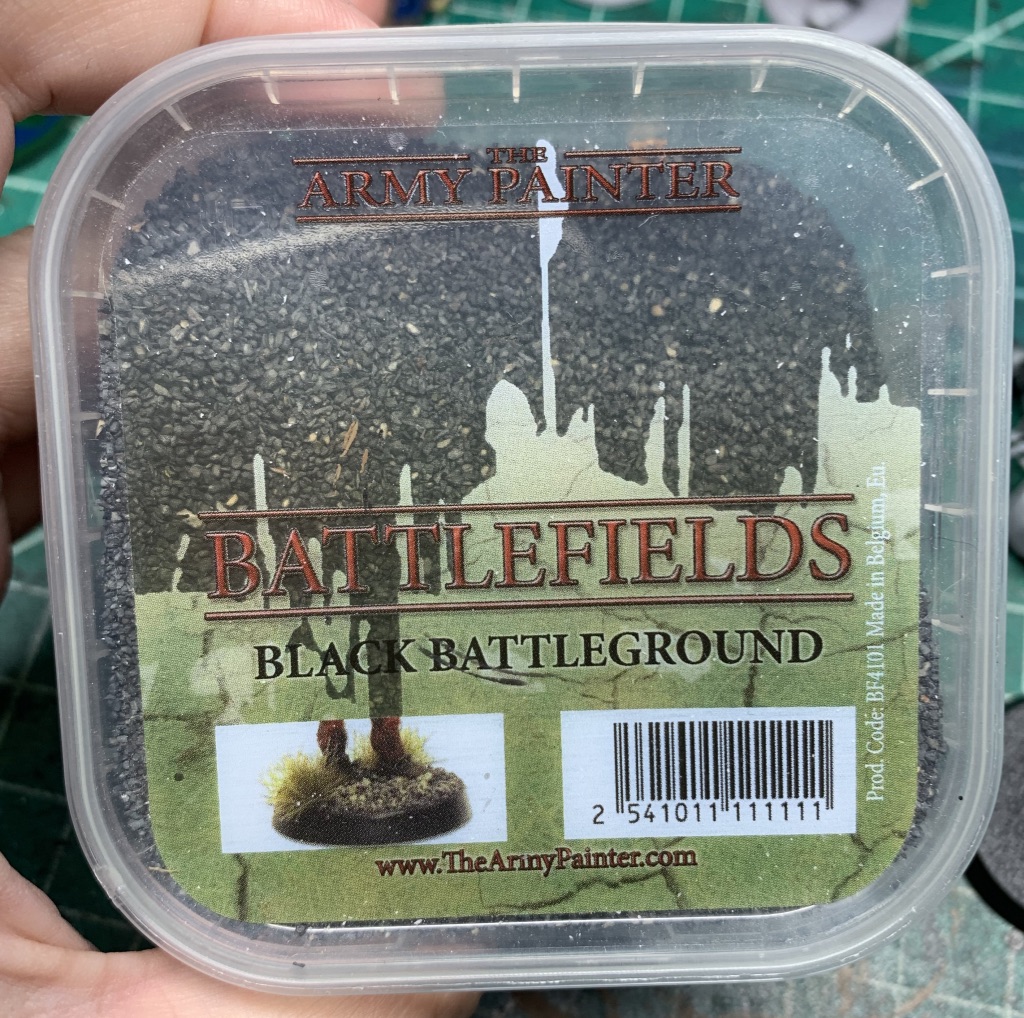 THE
ARMY PAINTER
BATTLEFIELDS
BLACK BATTLEGROUND
Prod. Code: BF4101 Made in Belgium, Eu.
2 541011 111111
www.TheArmyPainter.com